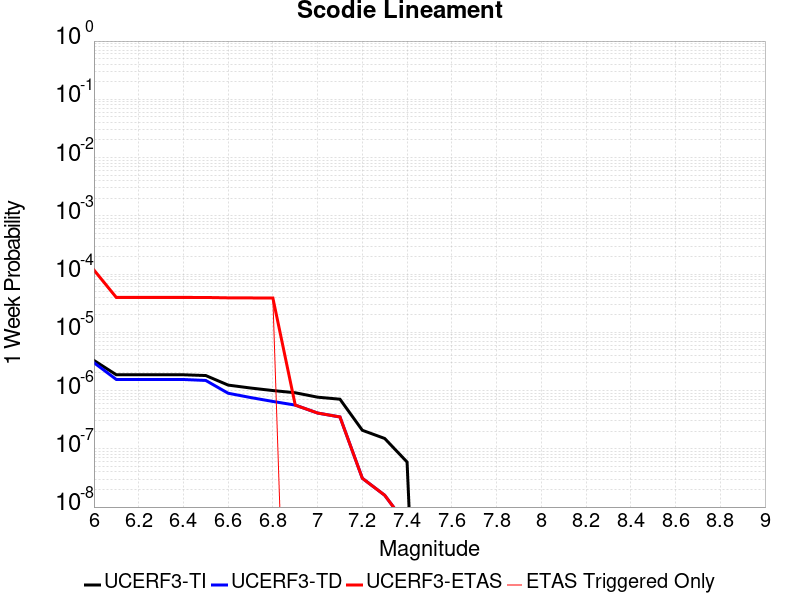 Scodie Lineament
10^0
10^-1
10^-2
10^-3
10^-4
10^-5
10^-6
10^-7
10^-8
1 Week Probability
6 6.2 6.4 6.6 6.8 7 7.2 7.4 7.6 7.8 8 8.2 8.4 8.6 8.8 9
Magnitude
UCERF3-TI UCERF3-TD UCERF3-ETAS ETAS Triggered Only